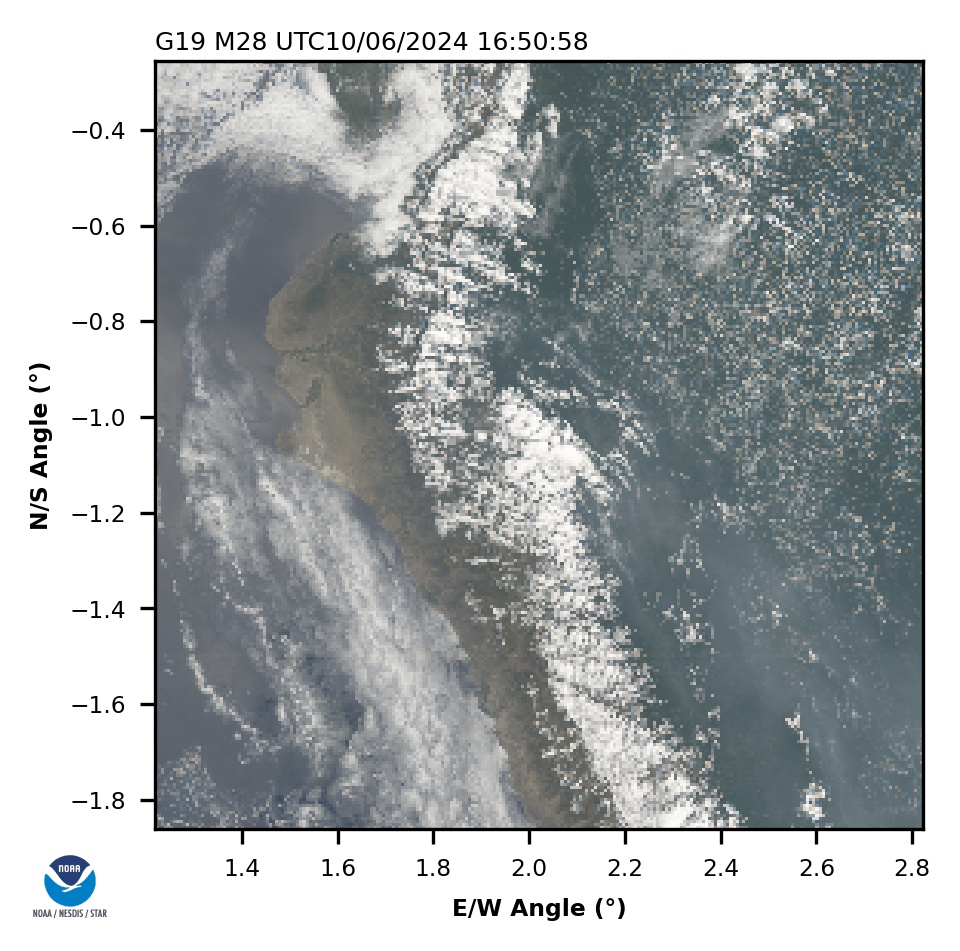 G19 M28 UTC10/06/2024 16:50:58
−0.4
−0.6
−0.8
−1.0
−1.2
−1.4
−1.6
−1.8
N/S Angle (°)
1.4 1.6 1.8 2.0 2.2 2.4 2.6 2.8
E/W Angle (°)
NOAA
NOAA / NESDIS / STAR